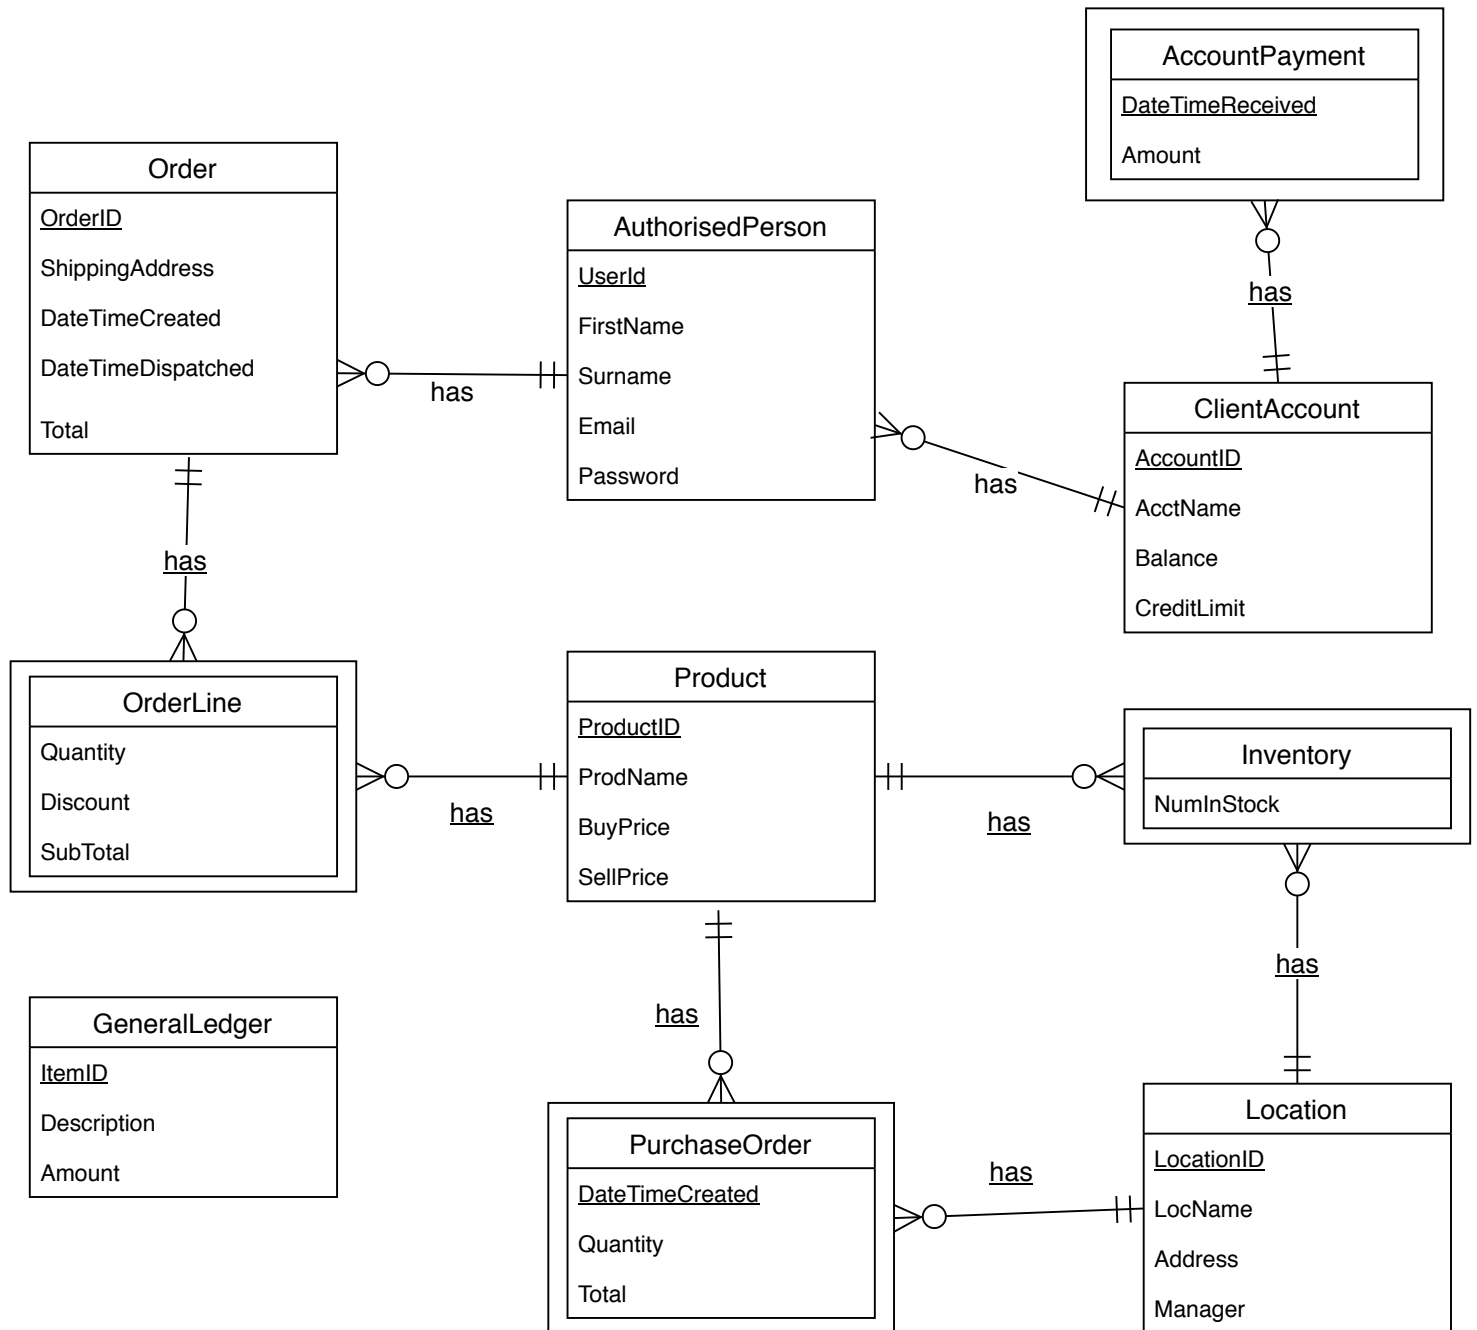 AccountPayment
DateTimeReceived
Amount
Order
OrderID
ShippingAddress
DateTimeCreated
DateTimeDispatched
Total
has
AuthorisedPerson
UserId
FirstName
Surname
Email
Password
has
has
ClientAccount
AccountID
AcctName
Balance
CreditLimit
has
OrderLine
Quantity
Discount
SubTotal
has
Product
ProductID
ProdName
BuyPrice
SellPrice
has
Inventory
NumInStock
has
has
GeneralLedger
ItemID
Description
Amount
PurchaseOrder
DateTimeCreated
Quantity
Total
has
Location
LocationID
LocName
Address
Manager